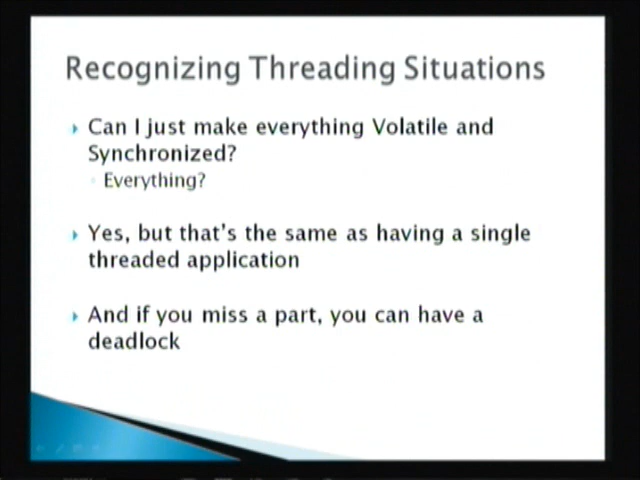 Recognizing Threading Situations
Can I just make everything Volatile and
Synchronized?
Everything?
Yes, but that's the same as having a single
threaded application
And if you miss a part, you can have a
deadlock